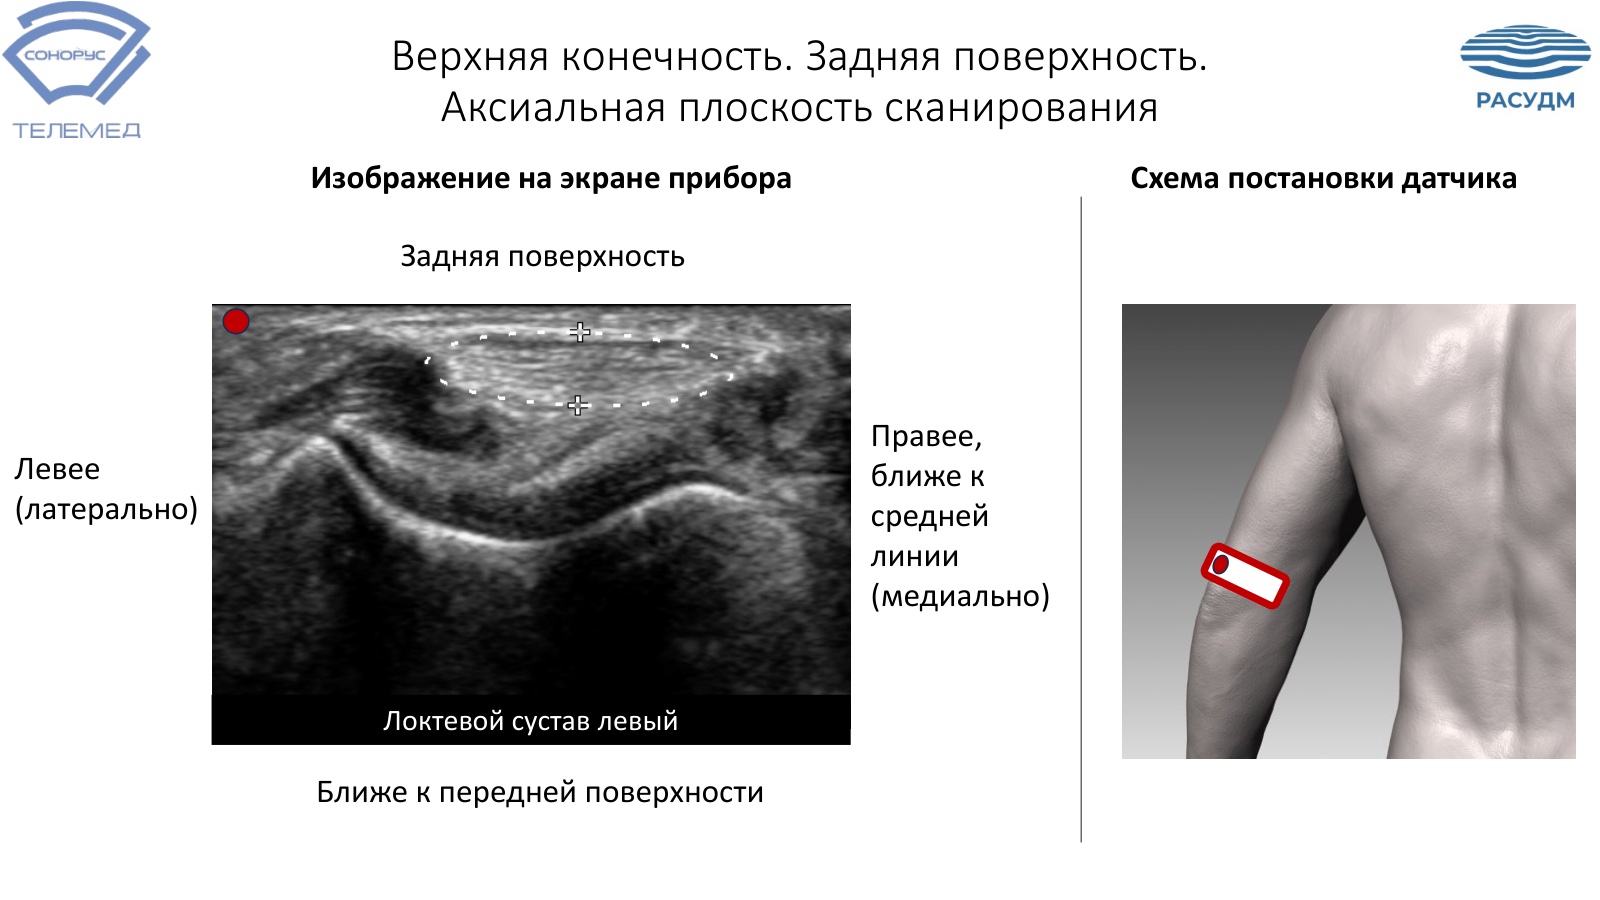 СОНОРУС
ТЕЛЕМЕД
Верхняя конечность. Задняя поверхность.
Аксиальная плоскость сканирования
РАСУДМ
Изображение на экране прибора
Схема постановки датчика
Задняя поверхность
Левее
(латерально)
Правее,
ближе к
средней
линии
(медиально)
Локтевой сустав левый
Ближе к передней поверхности